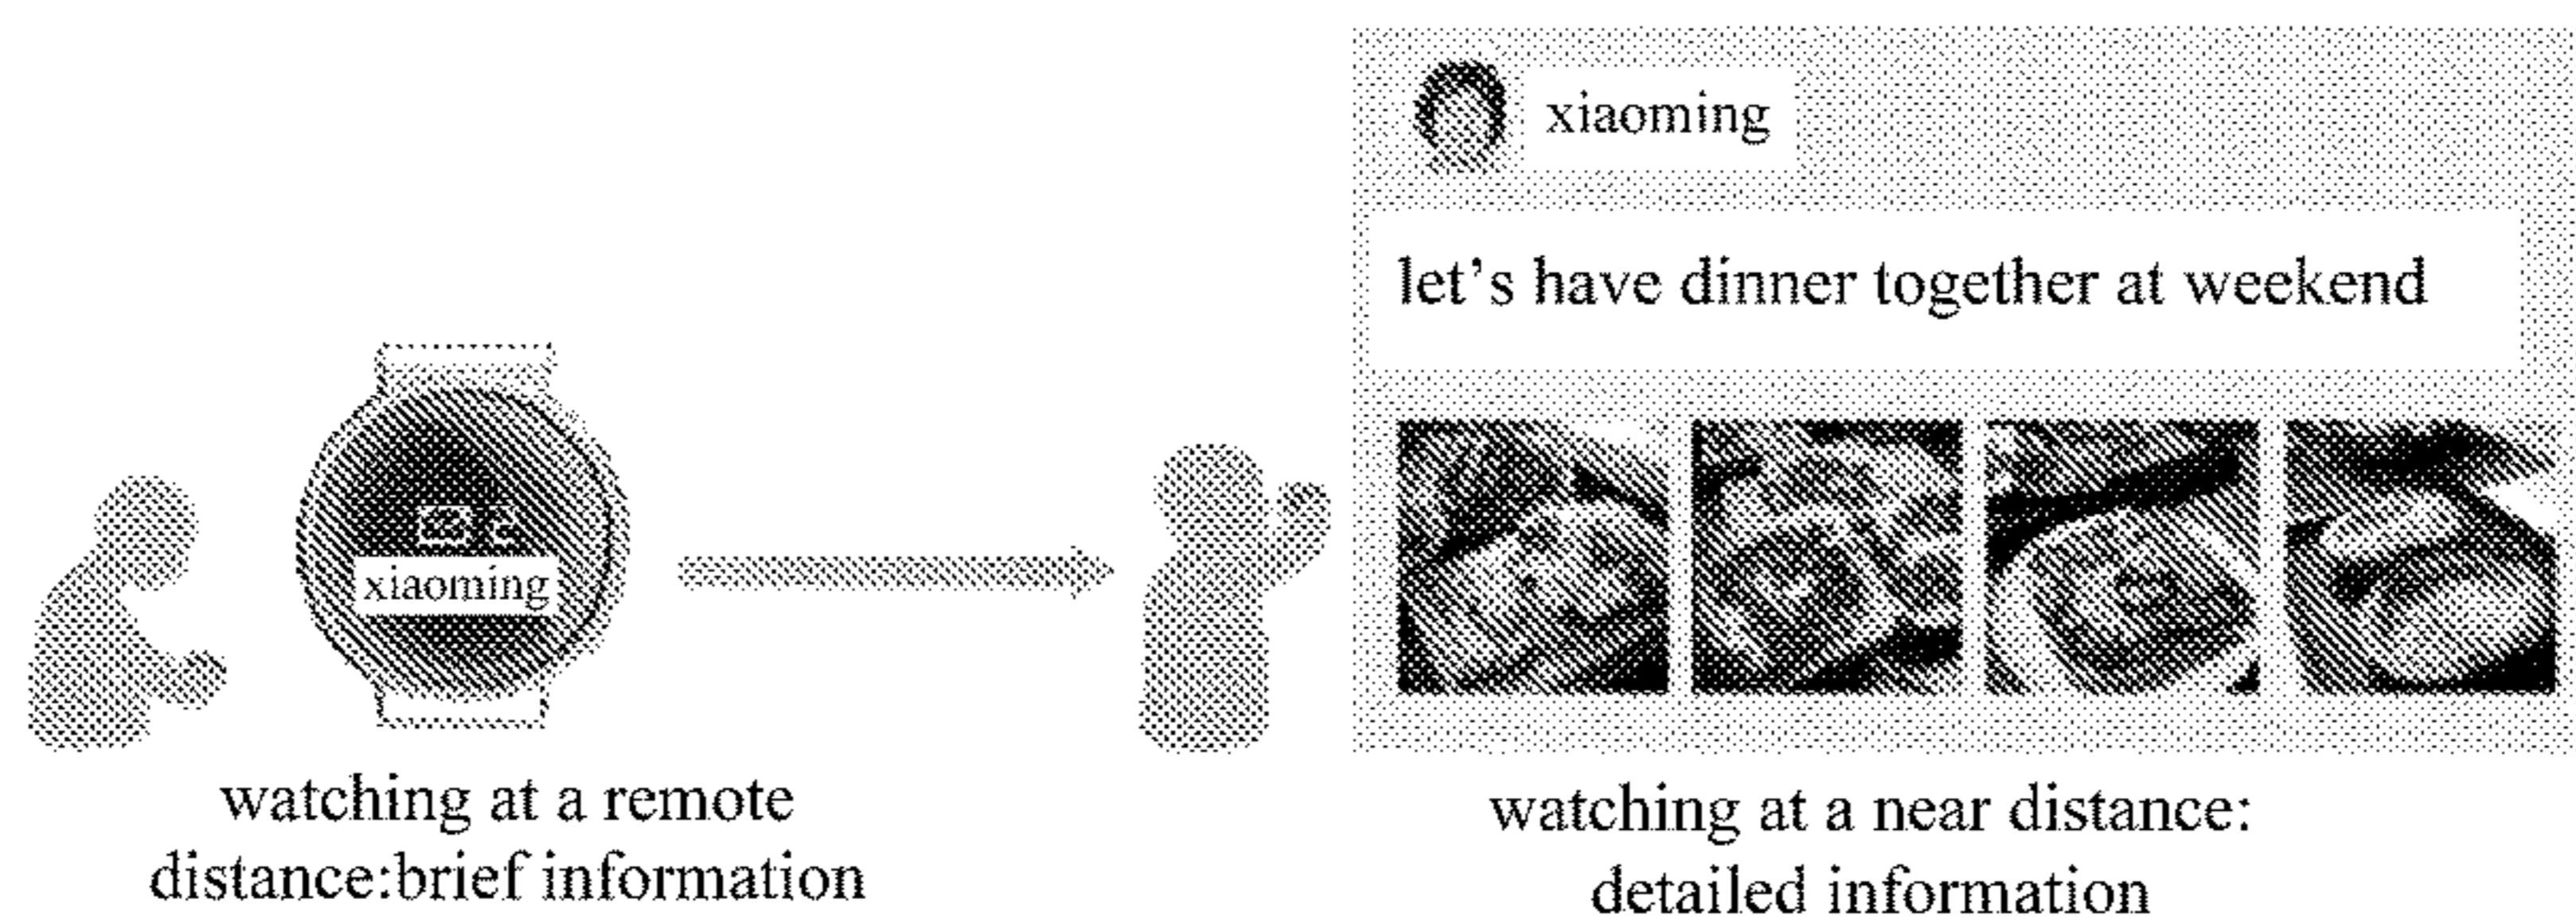 xiaoming
watching at a remote
distance:brief information
xiaoming
let's have dinner together at weekend
watching at a near distance:
detailed information